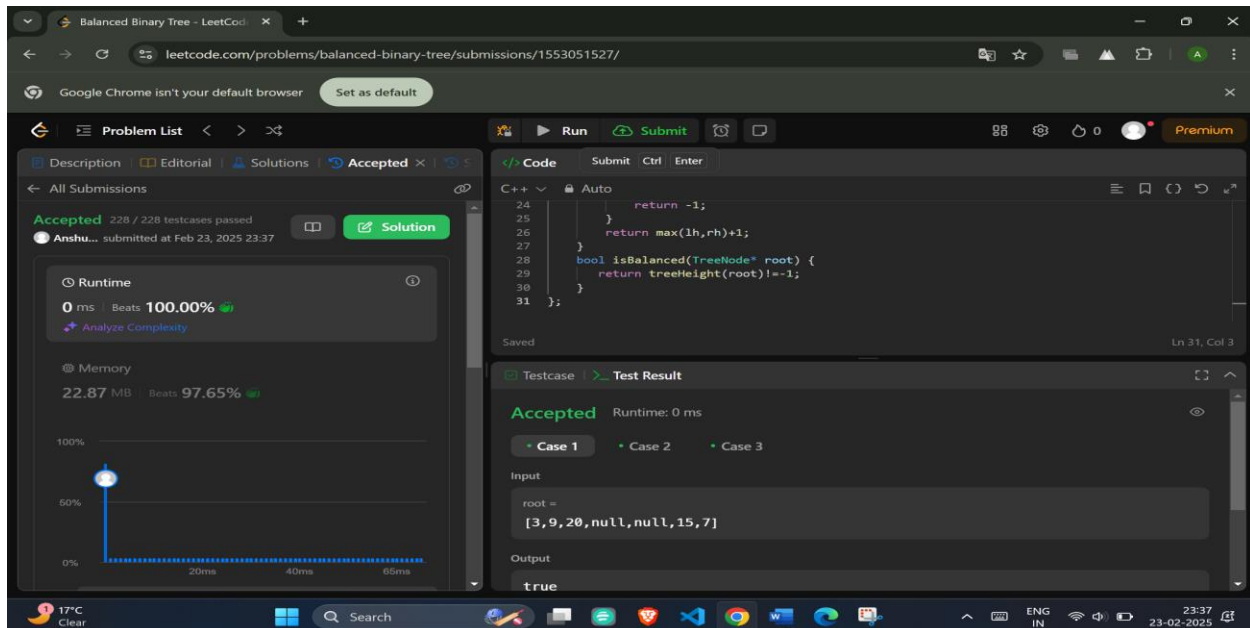 Balanced Binary Tree - LeetCod
leetcode.com/problems/balanced-binary-tree/submissions/1553051527/
A
Google Chrome isn't your default browser
Set as default
Problem List
Run
Submit
0
Premium
Description
Editorial
Solutions
Accepted
S
</> Code
Submit Ctrl Enter
All Submissions
C++
Auto
Accepted 228 / 228 testcases passed
Anshu... submitted at Feb 23, 2025 23:37
Solution
Runtime
0 ms Beats 100.00%
Analyze Complexity
Memory
22.87 MB Beats 97.65%
100%
50%
0%
20ms 40ms 65ms
24 return -1;
25 }
26 return max(lh,rh)+1;
27 }
28 bool isBalanced(TreeNode* root) {
29 return treeHeight(root)!=-1;
30 }
31 };
Saved
Ln 31, Col 3
Testcase
>_ Test Result
Accepted Runtime: 0 ms
Case 1 Case 2 Case 3
Input
root =
[3,9,20,null,null,15,7]
Output
true
1
17°C
Clear
Search
ENG
IN
23:37
23-02-2025